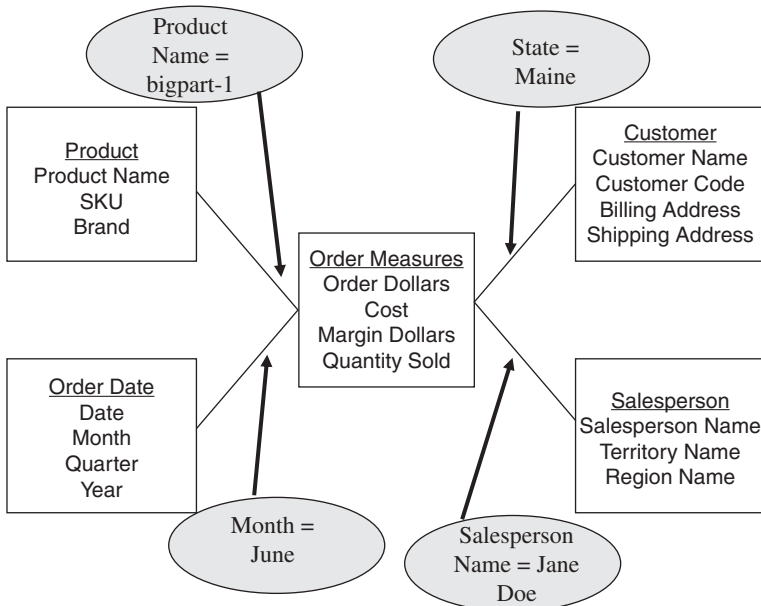 Product
Name =
bigpart-1
State =
Maine
Product
Product Name
SKU
Brand
Customer
Customer Name
Customer Code
Billing Address
Shipping Address
Order Measures
Order Dollars
Cost
Margin Dollars
Quantity Sold
Order Date
Date
Month
Quarter
Year
Salesperson
Salesperson Name
Territory Name
Region Name
Month =
June
Salesperson
Name = Jane
Doe